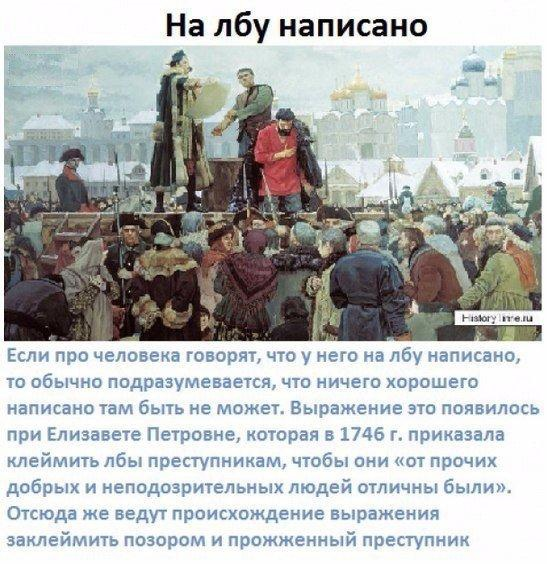 На лбу написано
History time.ru
Если про человека говорят, что у него на лбу написано,
то обычно подразумевается, что ничего хорошего
написано там быть не может. Выражение это появилось
при Елизавете Петровне, которая в 1746 г. приказала
клеймить лбы преступникам, чтобы они «от прочих
добрых и неподозрительных людей отличны были».
Отсюда же ведут происхождение выражения
заклеймить позором и прожженный преступник